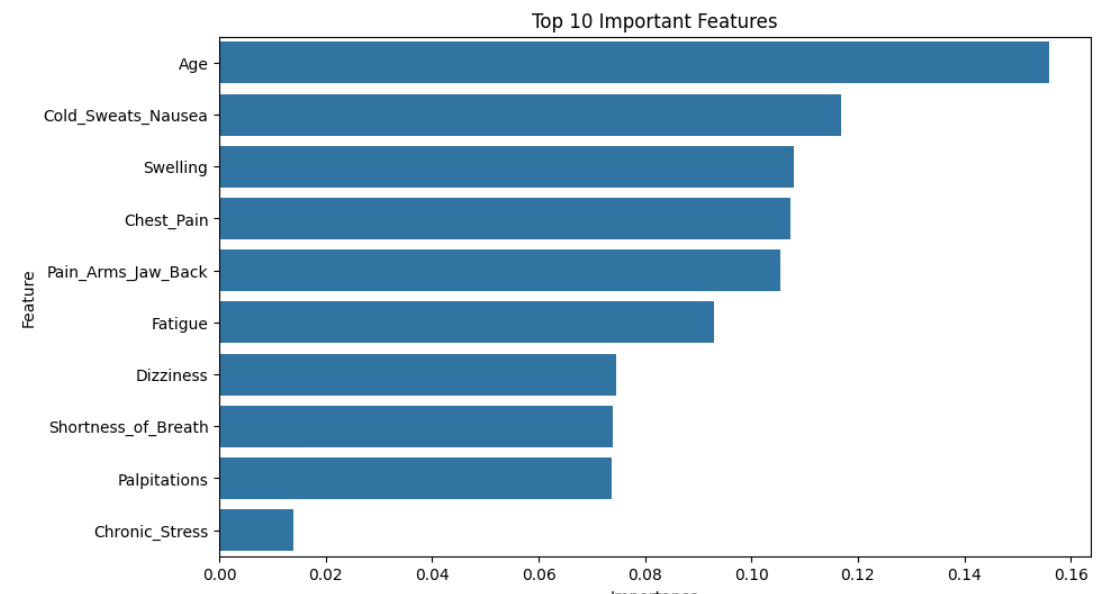 Top 10 Important Features
Feature
Age
Cold_Sweats_Nausea
Swelling
Chest_Pain
Pain_Arms_Jaw_Back
Fatigue
Dizziness
Shortness_of_Breath
Palpitations
Chronic_Stress
0.00 0.02 0.04 0.06 0.08 0.10 0.12 0.14 0.16